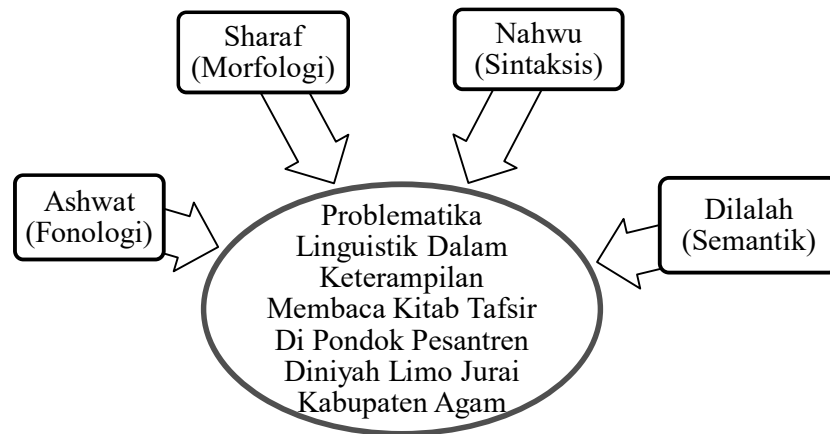 Sharaf
(Morfologi)
Nahwu
(Sintaksis)
Ashwat
(Fonologi)
Dilalah
(Semantik)
Problematika
Linguistik Dalam
Keterampilan
Membaca Kitab Tafsir
Di Pondok Pesantren
Diniyah Limo Jurai
Kabupaten Agam